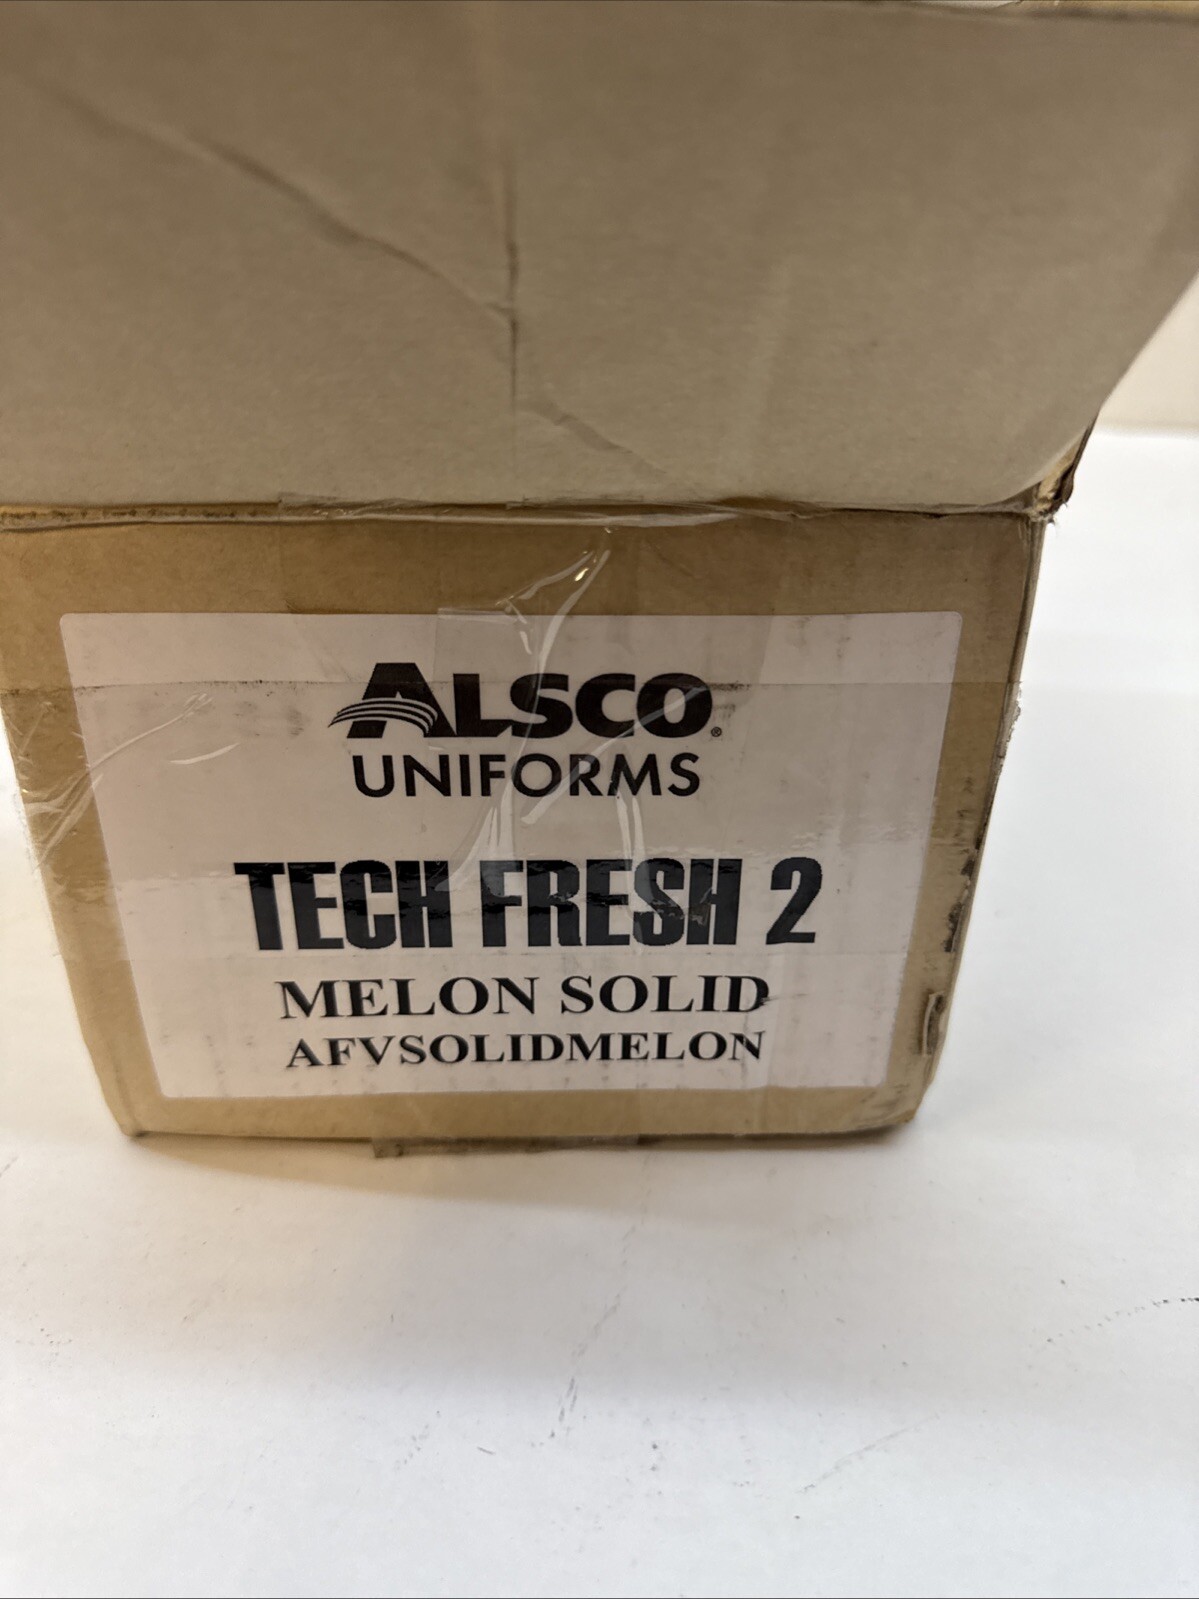 ALSCO®
UNIFORMS
TECH FRESH 2
MELON SOLID
AFVSOLIDMELON